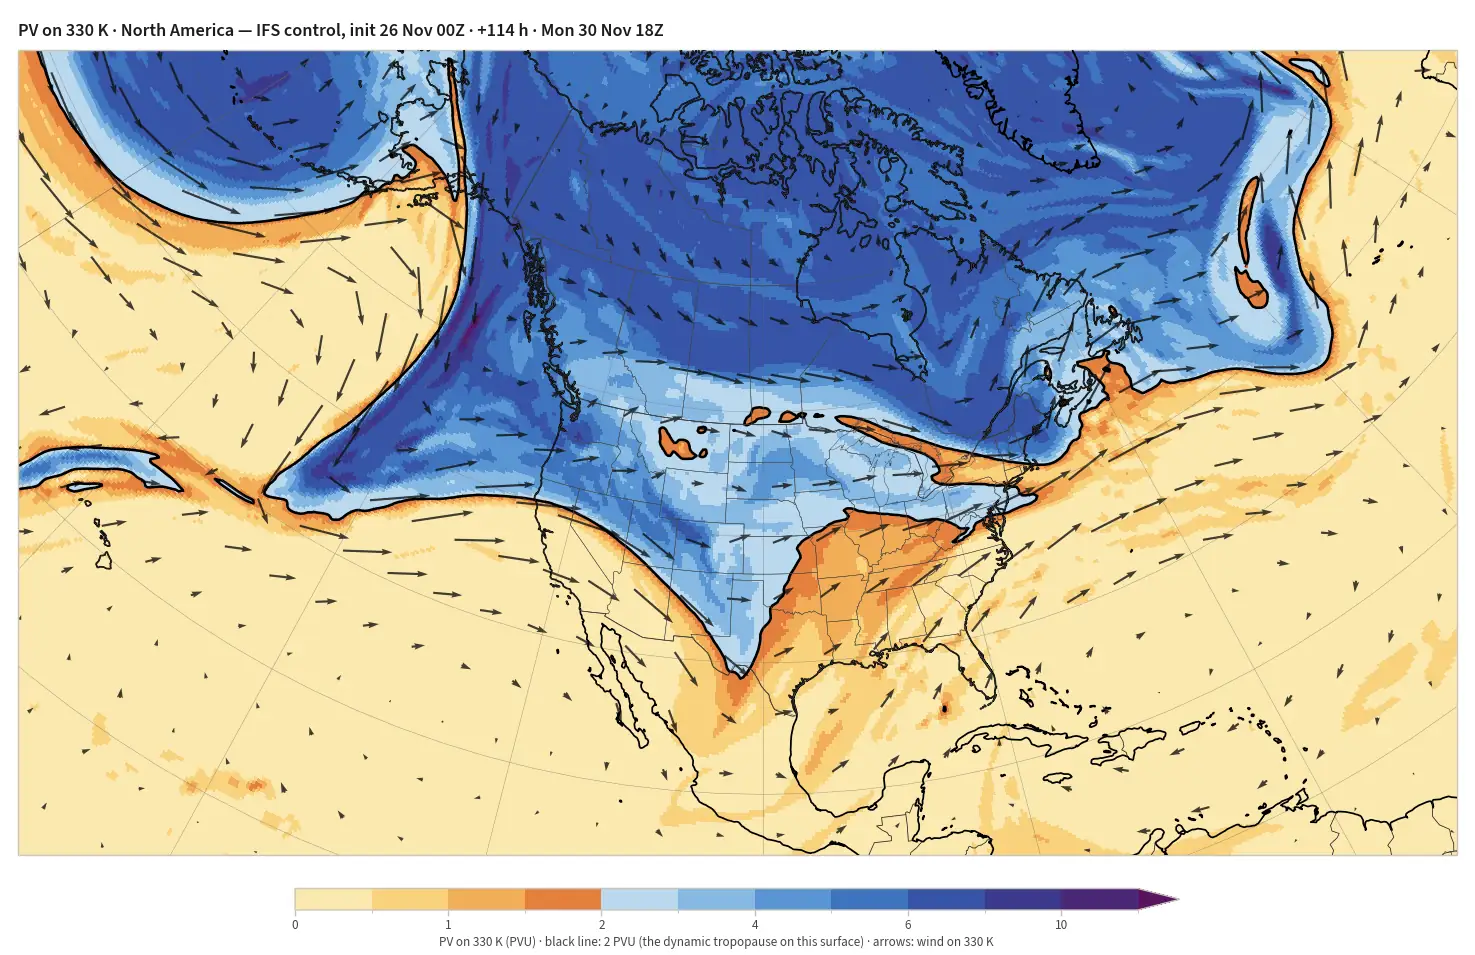 PV on 330 K · North America — IFS control, init 26 Nov 00Z · +114 h · Mon 30 Nov 18Z
0 1 2 4 6 10
PV on 330 K (PVU) · black line: 2 PVU (the dynamic tropopause on this surface) · arrows: wind on 330 K